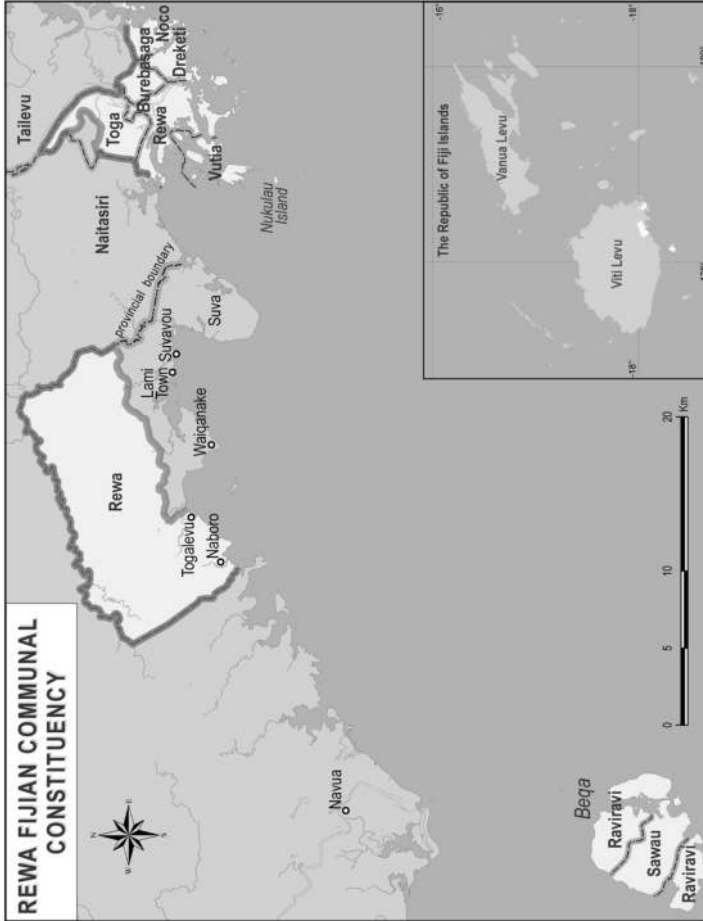 REWA FIJIAN COMMUNAL
CONSTITUENCY
N
E
S
W
Tailevu
Noco
Burebasaga
Dreketi
Toga
Rewa
Vutia
Naitasiri
Nukulau
Island
provincial boundary
Suva
Suvavou
Lami
Town
Waiqanake
Rewa
Togalevu
Naboro
Navua
Beqa
Raviravi
Sawau
Raviravi
0
5
10
20
Km
The Republic of Fiji Islands
Vanua Levu
Viti Levu
-16°
-18°
-18°